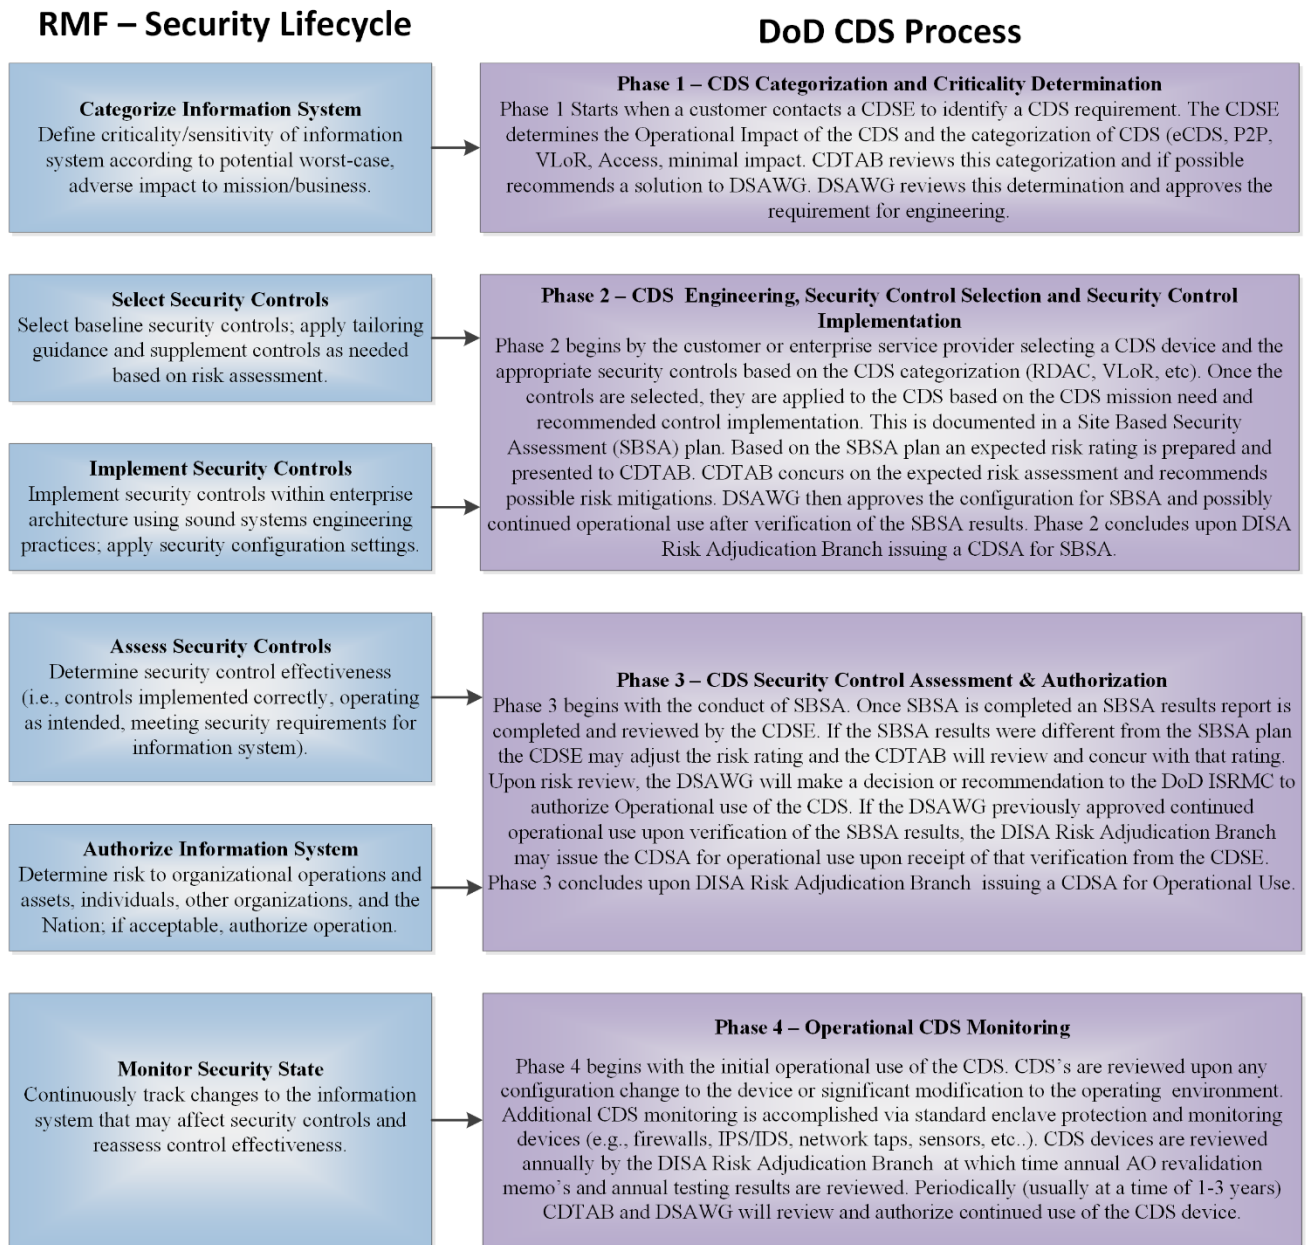 RMF – Security Lifecycle
DoD CDS Process
Categorize Information System
Define criticality/sensitivity of information
system according to potential worst-case,
adverse impact to mission/business.
Phase 1 – CDS Categorization and Criticality Determination
Phase 1 Starts when a customer contacts a CDSE to identify a CDS requirement. The CDSE
determines the Operational Impact of the CDS and the categorization of CDS (eCDS, P2P,
VLoR, Access, minimal impact. CDTAB reviews this categorization and if possible
recommends a solution to DSAWG. DSAWG reviews this determination and approves the
requirement for engineering.
Select Security Controls
Select baseline security controls; apply tailoring
guidance and supplement controls as needed
based on risk assessment.
Implement Security Controls
Implement security controls within enterprise
architecture using sound systems engineering
practices; apply security configuration settings.
Phase 2 – CDS  Engineering, Security Control Selection and Security Control
Implementation
Phase 2 begins by the customer or enterprise service provider selecting a CDS device and the
appropriate security controls based on the CDS categorization (RDAC, VLoR, etc). Once the
controls are selected, they are applied to the CDS based on the CDS mission need and
recommended control implementation. This is documented in a Site Based Security
Assessment (SBSA) plan. Based on the SBSA plan an expected risk rating is prepared and
presented to CDTAB. CDTAB concurs on the expected risk assessment and recommends
possible risk mitigations. DSAWG then approves the configuration for SBSA and possibly
continued operational use after verification of the SBSA results. Phase 2 concludes upon DISA
Risk Adjudication Branch issuing a CDSA for SBSA.
Assess Security Controls
Determine security control effectiveness
(i.e., controls implemented correctly, operating
as intended, meeting security requirements for
information system).
Authorize Information System
Determine risk to organizational operations and
assets, individuals, other organizations, and the
Nation; if acceptable, authorize operation.
Phase 3 – CDS Security Control Assessment & Authorization
Phase 3 begins with the conduct of SBSA. Once SBSA is completed an SBSA results report is
completed and reviewed by the CDSE. If the SBSA results were different from the SBSA plan
the CDSE may adjust the risk rating and the CDTAB will review and concur with that rating.
Upon risk review, the DSAWG will make a decision or recommendation to the DoD ISRMC to
authorize Operational use of the CDS. If the DSAWG previously approved continued
operational use upon verification of the SBSA results, the DISA Risk Adjudication Branch
may issue the CDSA for operational use upon receipt of that verification from the CDSE.
Phase 3 concludes upon DISA Risk Adjudication Branch  issuing a CDSA for Operational Use.
Monitor Security State
Continuously track changes to the information
system that may affect security controls and
reassess control effectiveness.
Phase 4 – Operational CDS Monitoring
Phase 4 begins with the initial operational use of the CDS. CDS's are reviewed upon any
configuration change to the device or significant modification to the operating  environment.
Additional CDS monitoring is accomplished via standard enclave protection and monitoring
devices (e.g., firewalls, IPS/IDS, network taps, sensors, etc..). CDS devices are reviewed
annually by the DISA Risk Adjudication Branch  at which time annual AO revalidation
memo's and annual testing results are reviewed. Periodically (usually at a time of 1-3 years)
CDTAB and DSAWG will review and authorize continued use of the CDS device.